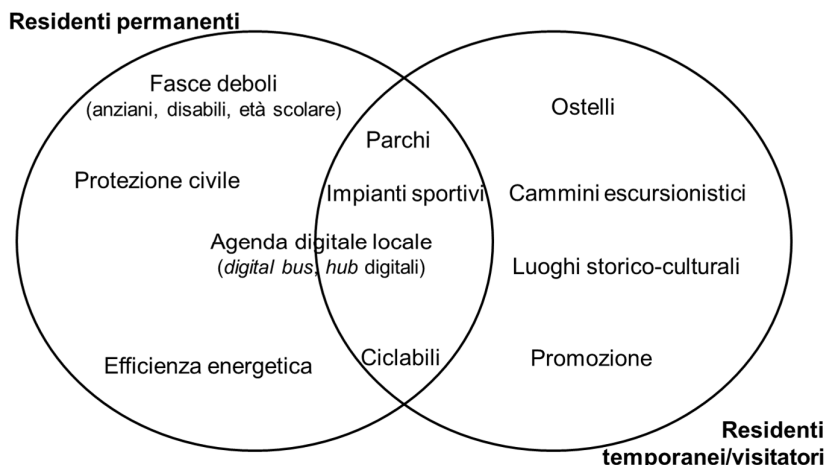 Residenti permanenti
Fasce deboli
(anziani, disabili, età scolare)
Ostelli
Parchi
Protezione civile
Impianti sportivi
Cammini escursionistici
Agenda digitale locale
(digital bus, hub digitali)
Luoghi storico-culturali
Efficienza energetica
Ciclabili
Promozione
Residenti
temporanei/visitatori